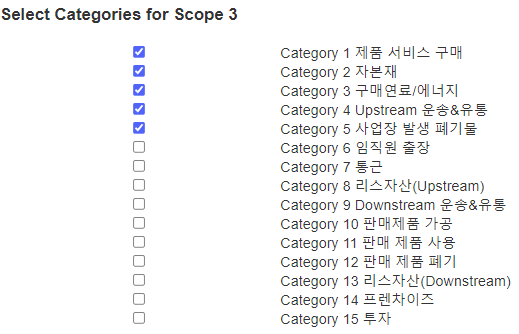 Select Categories for Scope 3
Category 1 제품 서비스 구매
Category 2 자본재
Category 3 구매연료/에너지
Category 4 Upstream 운송&유통
Category 5 사업장 발생 폐기물
Category 6 임직원 출장
Category 7 통근
Category 8 리스자산(Upstream)
Category 9 Downstream 운송&유통
Category 10 판매제품 가공
Category 11 판매 제품 사용
Category 12 판매 제품 폐기
Category 13 리스자산(Downstream)
Category 14 프렌차이즈
Category 15 투자